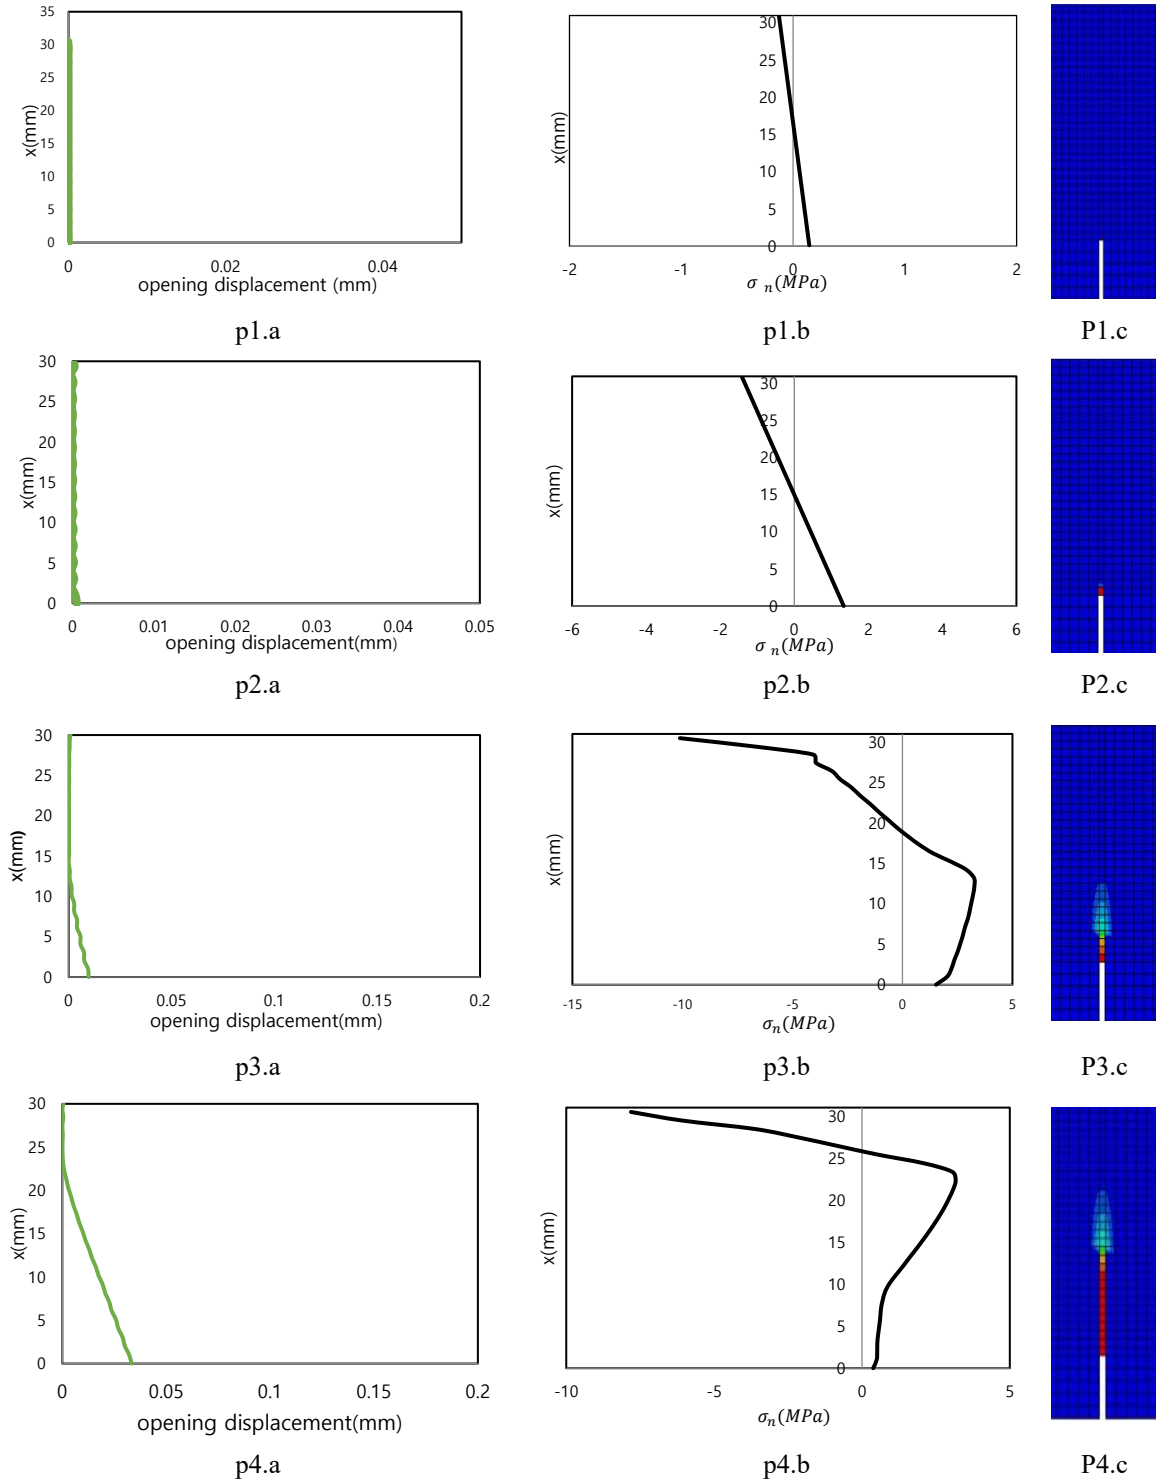 35
30
25
20
15
10
5
0
x(mm)
0 0.02 0.04
opening displacement (mm)
30
25
20
15
10
5
0
x(mm)
-2 -1 0 1 2
σ n(MPa)
p1.a p1.b P1.c
30
25
20
15
10
5
0
x(mm)
0 0.01 0.02 0.03 0.04 0.05
opening displacement(mm)
30
25
20
15
10
5
0
x(mm)
-6 -4 -2 0 2 4 6
σ n(MPa)
p2.a p2.b P2.c
30
25
20
15
10
5
0
x(mm)
0 0.05 0.1 0.15 0.2
opening displacement(mm)
30
25
20
15
10
5
0
x(mm)
-15 -10 -5 0 5
σn(MPa)
p3.a p3.b P3.c
30
25
20
15
10
5
0
x(mm)
0 0.05 0.1 0.15 0.2
opening displacement(mm)
30
25
20
15
10
5
0
x(mm)
-10 -5 0 5
σn(MPa)
p4.a p4.b P4.c